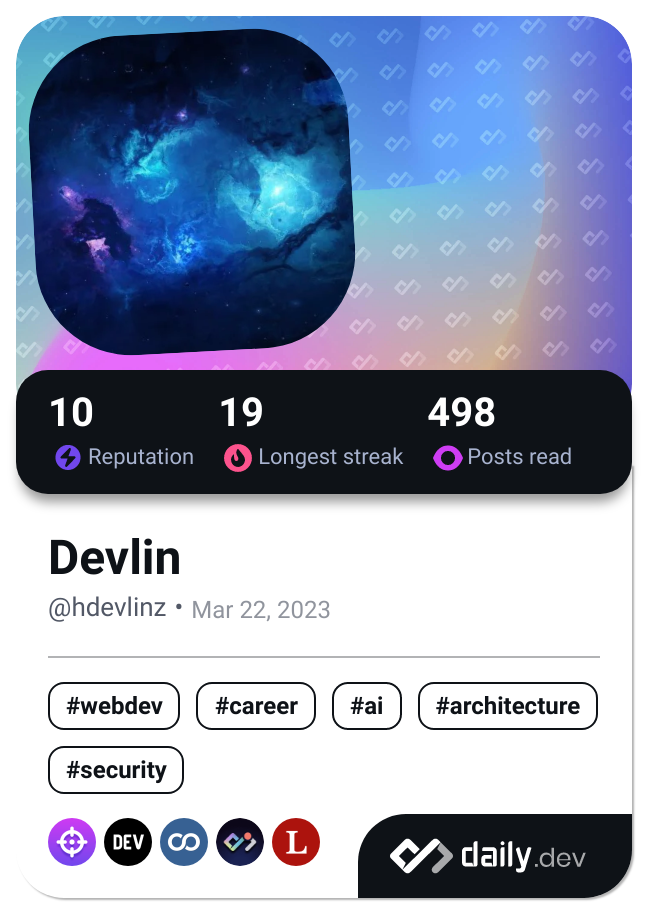 10 19 498
Reputation Longest streak Posts read
Devlin
@hdevlinz • Mar 22, 2023
#webdev #career #ai #architecture
#security
DEV L
daily.dev